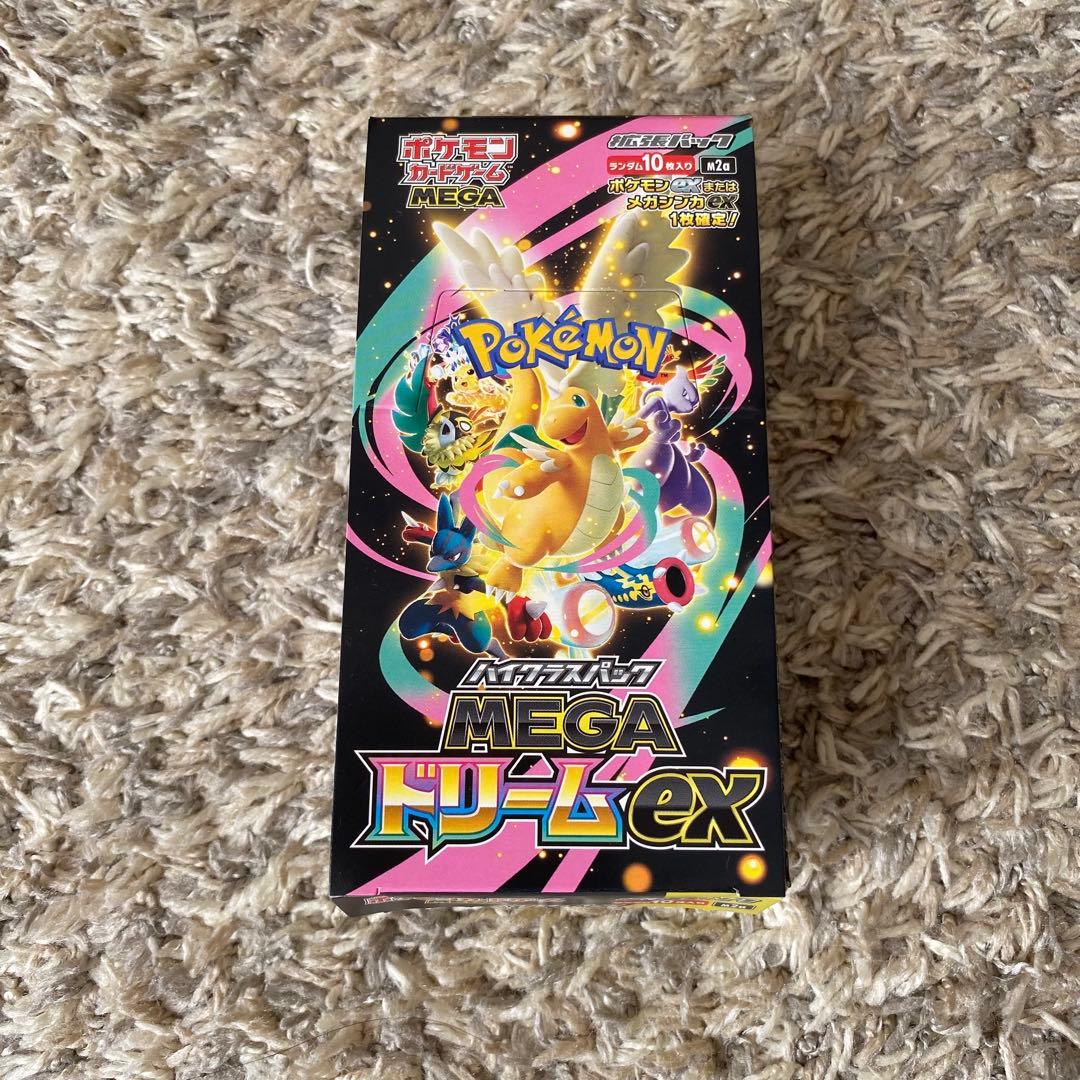 ポケモン
カードゲーム
MEGA
拡張パック
ランダム10枚入り M2a
ポケモンexまたは
メガシンカex
1枚確定!
POKéMON
TM
ハイクラスパック
MEGA
ドリームex
M2a